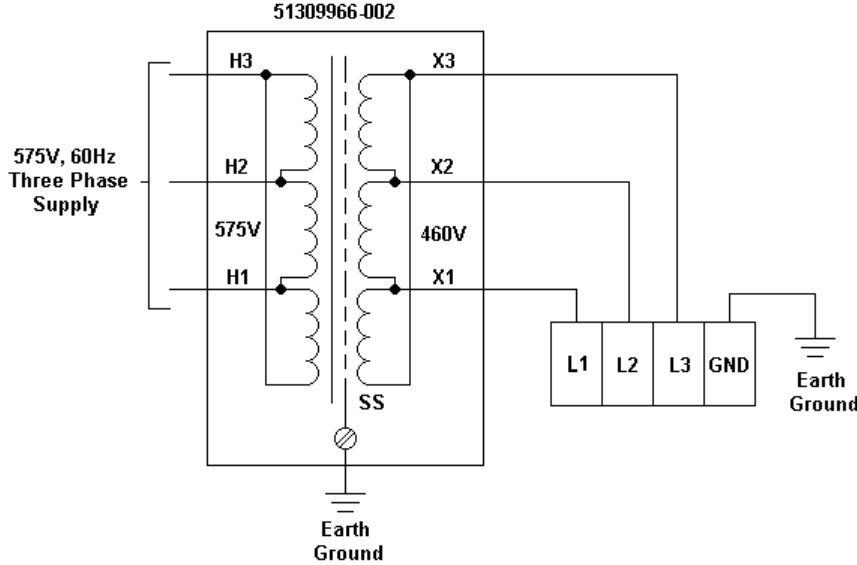 51309966-002
H3
X3
575V, 60Hz
Three Phase
Supply
H2
X2
575V
460V
H1
X1
L1
L2
L3
GND
SS
Earth
Ground
Earth
Ground